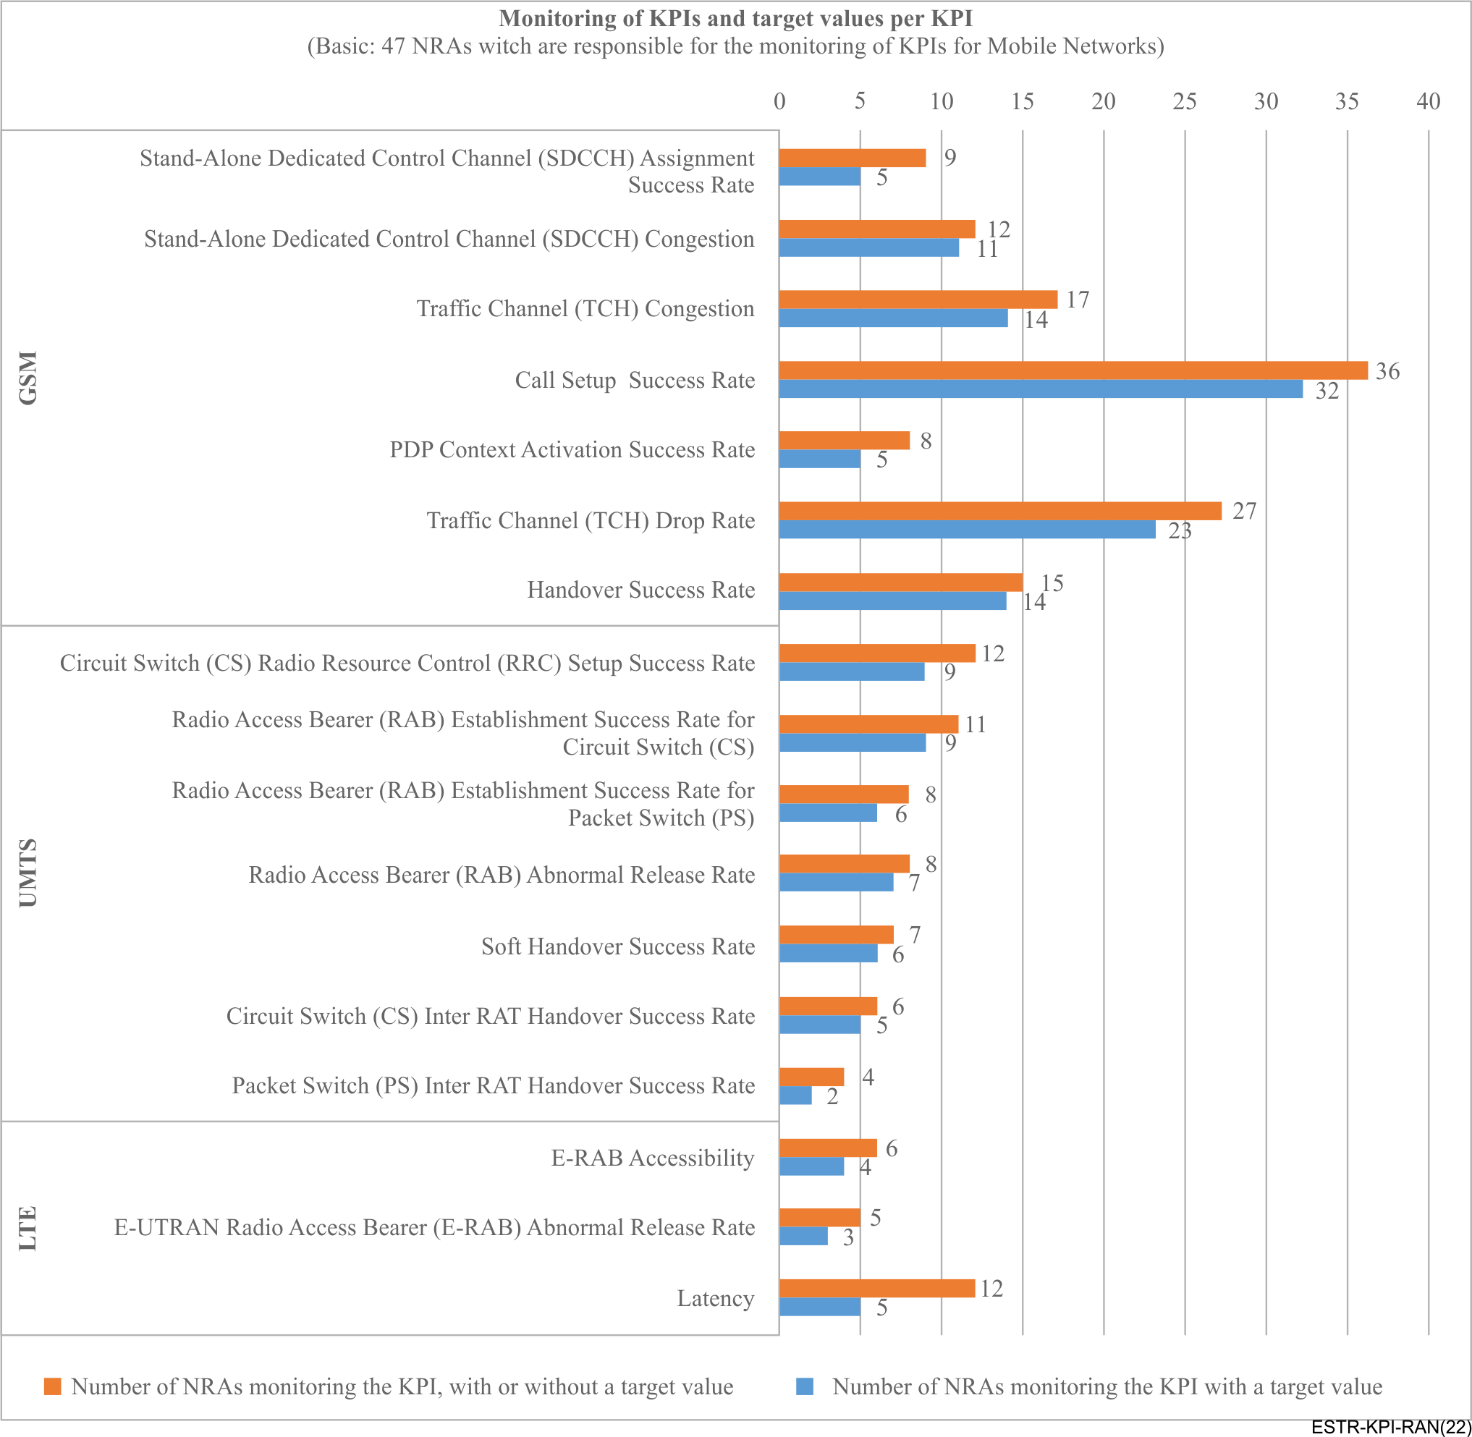 Monitoring of KPIs and target values per KPI
(Basic: 47 NRAs witch are responsible for the monitoring of KPIs for Mobile Networks)
0 5 10 15 20 25 30 35 40
GSM
Stand-Alone Dedicated Control Channel (SDCCH) Assignment
Success Rate
9
5
Stand-Alone Dedicated Control Channel (SDCCH) Congestion
12
11
Traffic Channel (TCH) Congestion
17
14
Call Setup  Success Rate
36
32
PDP Context Activation Success Rate
8
5
Traffic Channel (TCH) Drop Rate
27
23
Handover Success Rate
15
14
UMTS
Circuit Switch (CS) Radio Resource Control (RRC) Setup Success Rate
12
9
Radio Access Bearer (RAB) Establishment Success Rate for
Circuit Switch (CS)
11
9
Radio Access Bearer (RAB) Establishment Success Rate for
Packet Switch (PS)
8
6
Radio Access Bearer (RAB) Abnormal Release Rate
8
7
Soft Handover Success Rate
7
6
Circuit Switch (CS) Inter RAT Handover Success Rate
6
5
Packet Switch (PS) Inter RAT Handover Success Rate
4
2
LTE
E-RAB Accessibility
6
4
E-UTRAN Radio Access Bearer (E-RAB) Abnormal Release Rate
5
3
Latency
12
5
Number of NRAs monitoring the KPI, with or without a target value
Number of NRAs monitoring the KPI with a target value
ESTR-KPI-RAN(22)